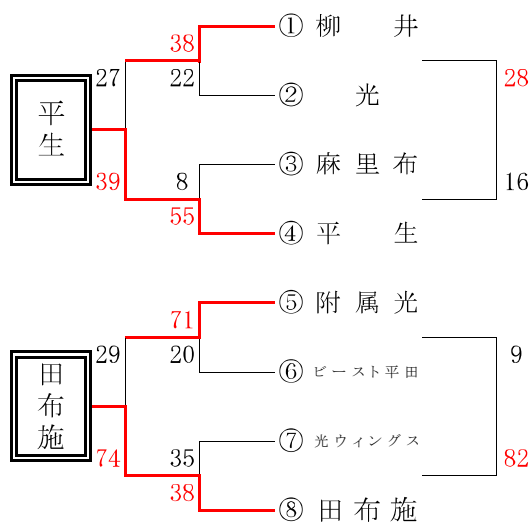 38 ① 柳 井
27 22 28
② 光
平生
39 8 ③ 麻里布 16
55
④ 平 生
⑤ 附属光
71
29 20 9
⑥ ビースト平田
田布施
⑦ 光ウィングス
74 35 82
38
⑧ 田布施